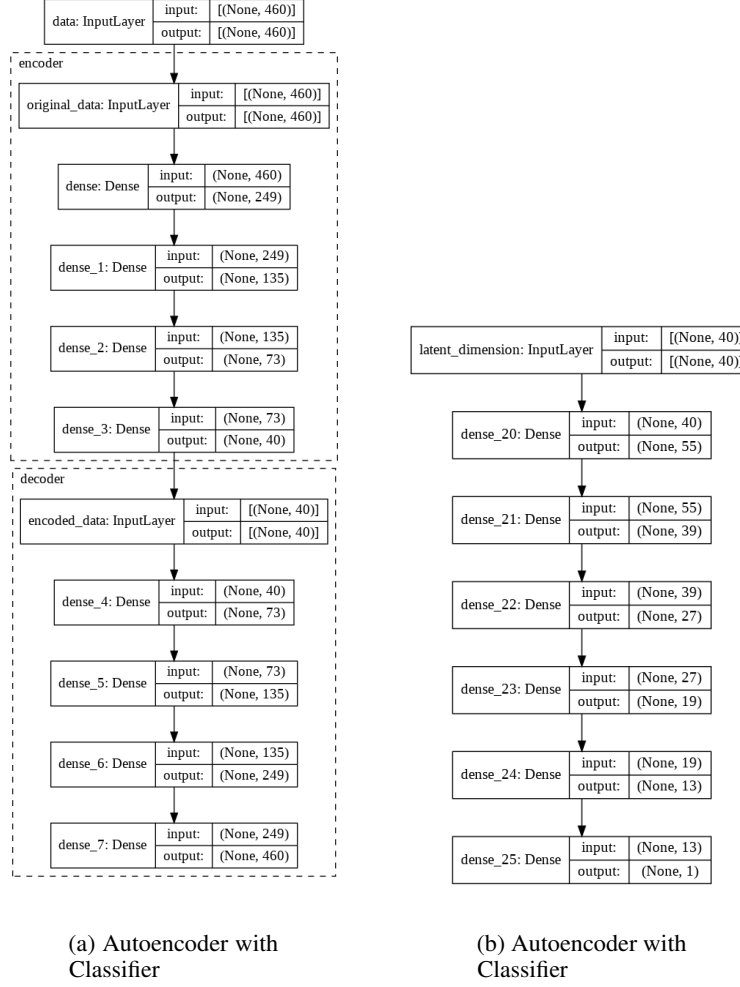 data: InputLayer input: [(None, 460)]
output: [(None, 460)]
encoder
original_data: InputLayer input: [(None, 460)]
output: [(None, 460)]
dense: Dense input: (None, 460)
output: (None, 249)
dense_1: Dense input: (None, 249)
output: (None, 135)
dense_2: Dense input: (None, 135)
output: (None, 73)
dense_3: Dense input: (None, 73)
output: (None, 40)
decoder
encoded_data: InputLayer input: [(None, 40)]
output: [(None, 40)]
dense_4: Dense input: (None, 40)
output: (None, 73)
dense_5: Dense input: (None, 73)
output: (None, 135)
dense_6: Dense input: (None, 135)
output: (None, 249)
dense_7: Dense input: (None, 249)
output: (None, 460)
(a) Autoencoder with
Classifier
latent_dimension: InputLayer input: [(None, 40)]
output: [(None, 40)]
dense_20: Dense input: (None, 40)
output: (None, 55)
dense_21: Dense input: (None, 55)
output: (None, 39)
dense_22: Dense input: (None, 39)
output: (None, 27)
dense_23: Dense input: (None, 27)
output: (None, 19)
dense_24: Dense input: (None, 19)
output: (None, 13)
dense_25: Dense input: (None, 13)
output: (None, 1)
(b) Autoencoder with
Classifier